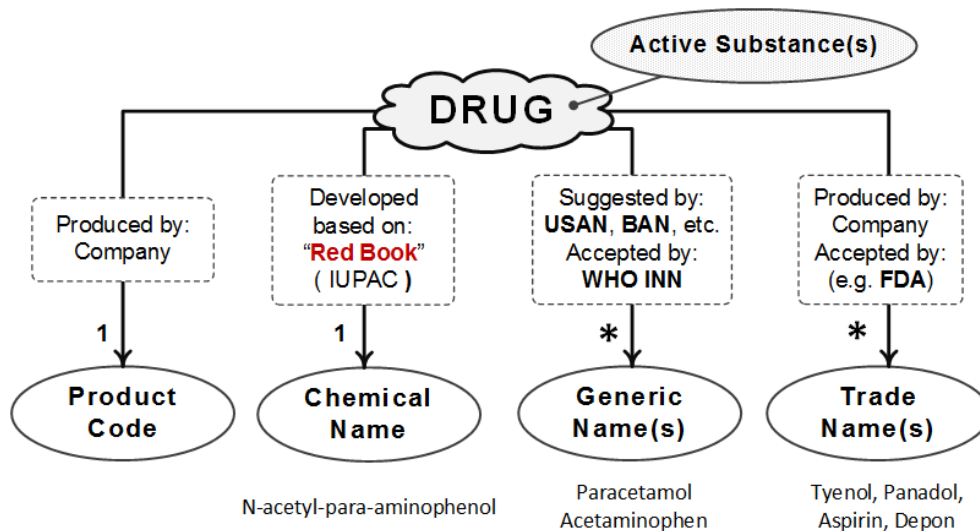 Active Substance(s)
DRUG
Produced by:
Company
Developed
based on:
“Red Book”
( IUPAC )
Suggested by:
USAN, BAN, etc.
Accepted by:
WHO INN
Produced by:
Company
Accepted by:
(e.g. FDA)
1
1
*
*
Product
Code
Chemical
Name
Generic
Name(s)
Trade
Name(s)
N-acetyl-para-aminophenol
Paracetamol
Acetaminophen
Tyenol, Panadol,
Aspirin, Depon